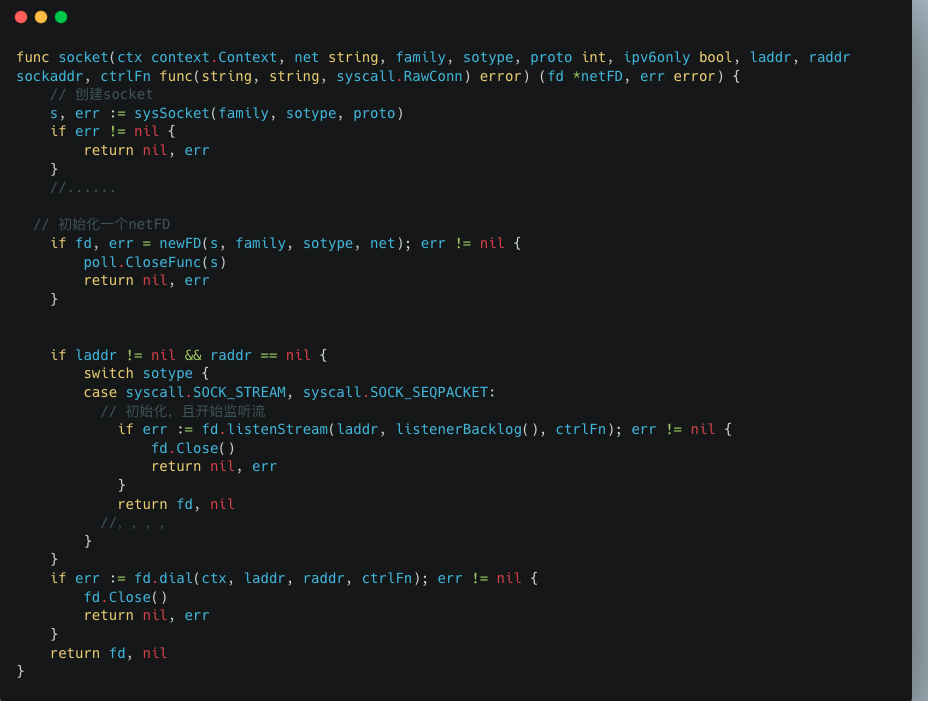 func socket(ctx context.Context, net string, family, sotype, proto int, ipv6only bool, laddr, raddr
sockaddr, ctrlFn func(string, string, syscall.RawConn) error) (fd *netFD, err error) {
    // 创建socket
    s, err := sysSocket(family, sotype, proto)
    if err != nil {
        return nil, err
    }
    //......
  // 初始化一个netFD
    if fd, err = newFD(s, family, sotype, net); err != nil {
        poll.CloseFunc(s)
        return nil, err
    }
    if laddr != nil && raddr == nil {
        switch sotype {
        case syscall.SOCK_STREAM, syscall.SOCK_SEQPACKET:
          // 初始化，且开始监听流
            if err := fd.listenStream(laddr, listenerBacklog(), ctrlFn); err != nil {
                fd.Close()
                return nil, err
            }
            return fd, nil
          //，，，，
        }
    }
    if err := fd.dial(ctx, laddr, raddr, ctrlFn); err != nil {
        fd.Close()
        return nil, err
    }
    return fd, nil
}